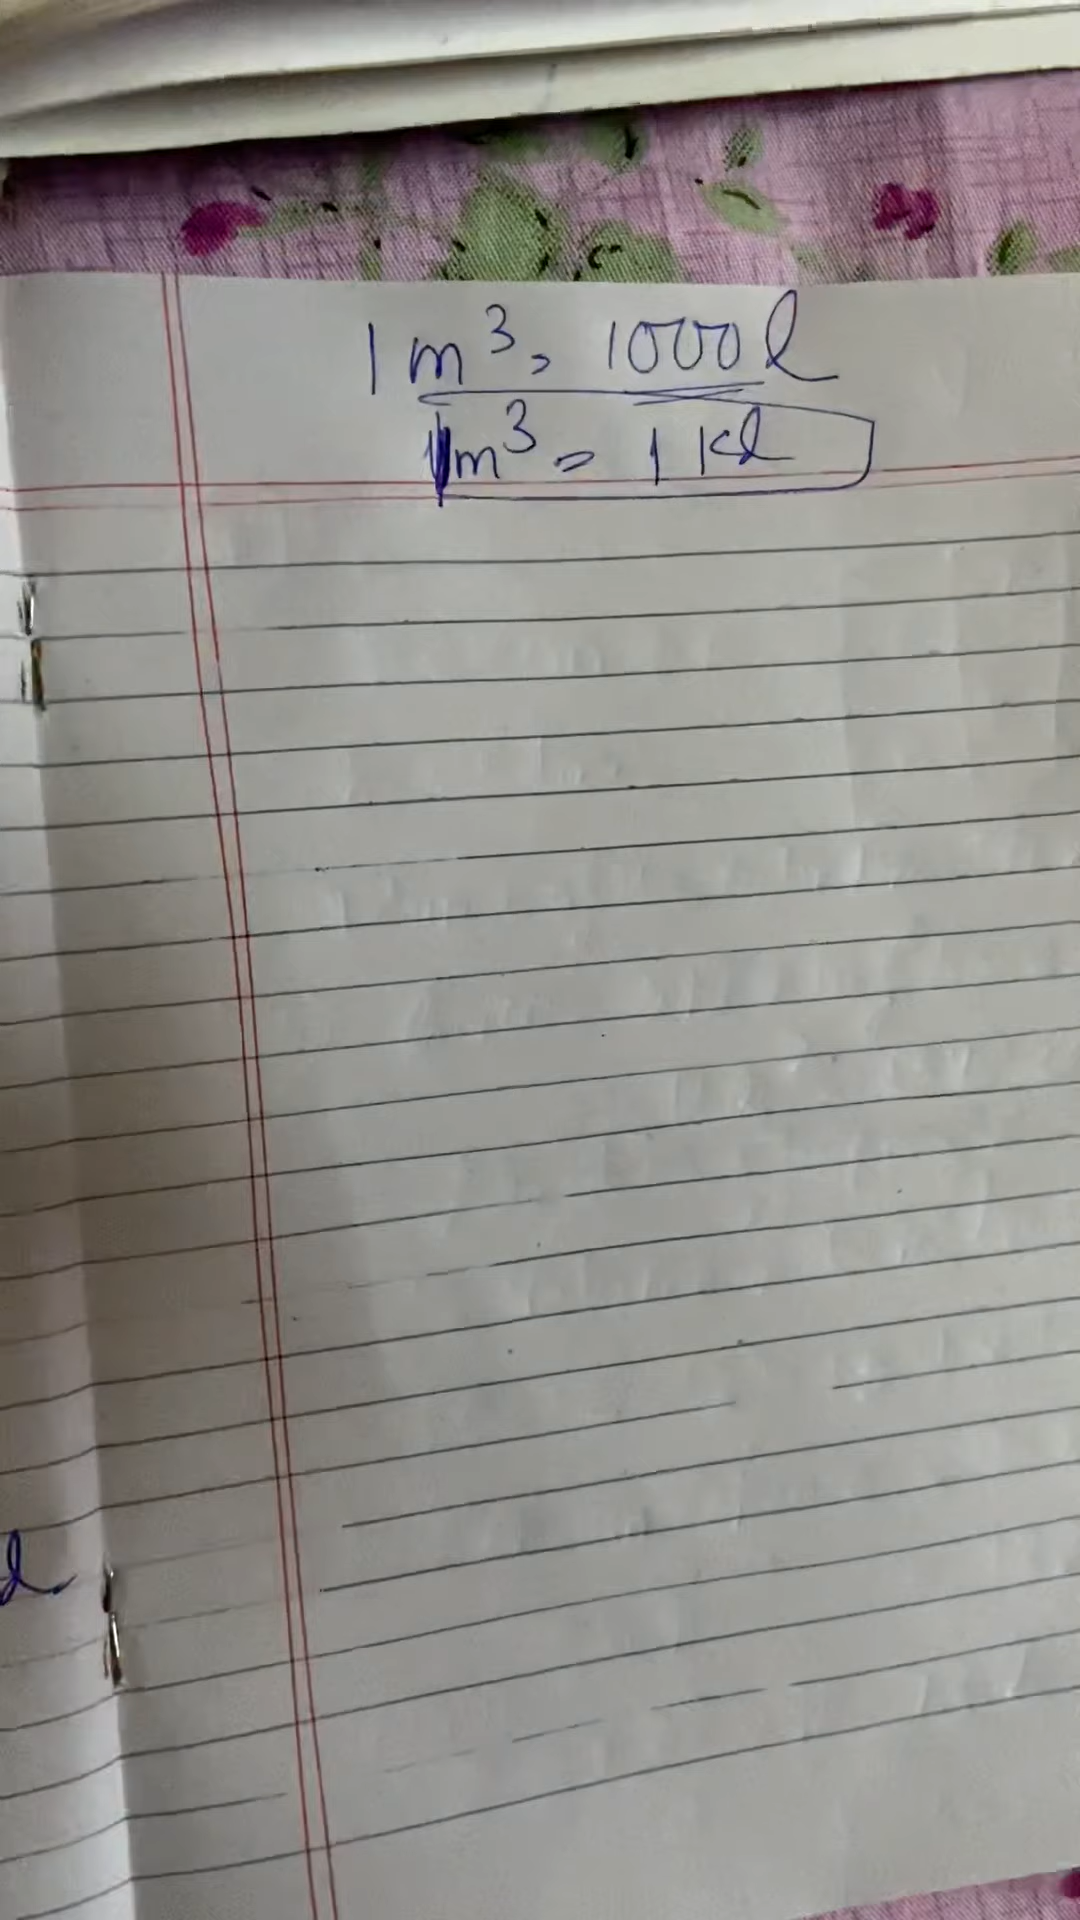 1 m³ = 1000 l
1 m³ = 1 Kl
l